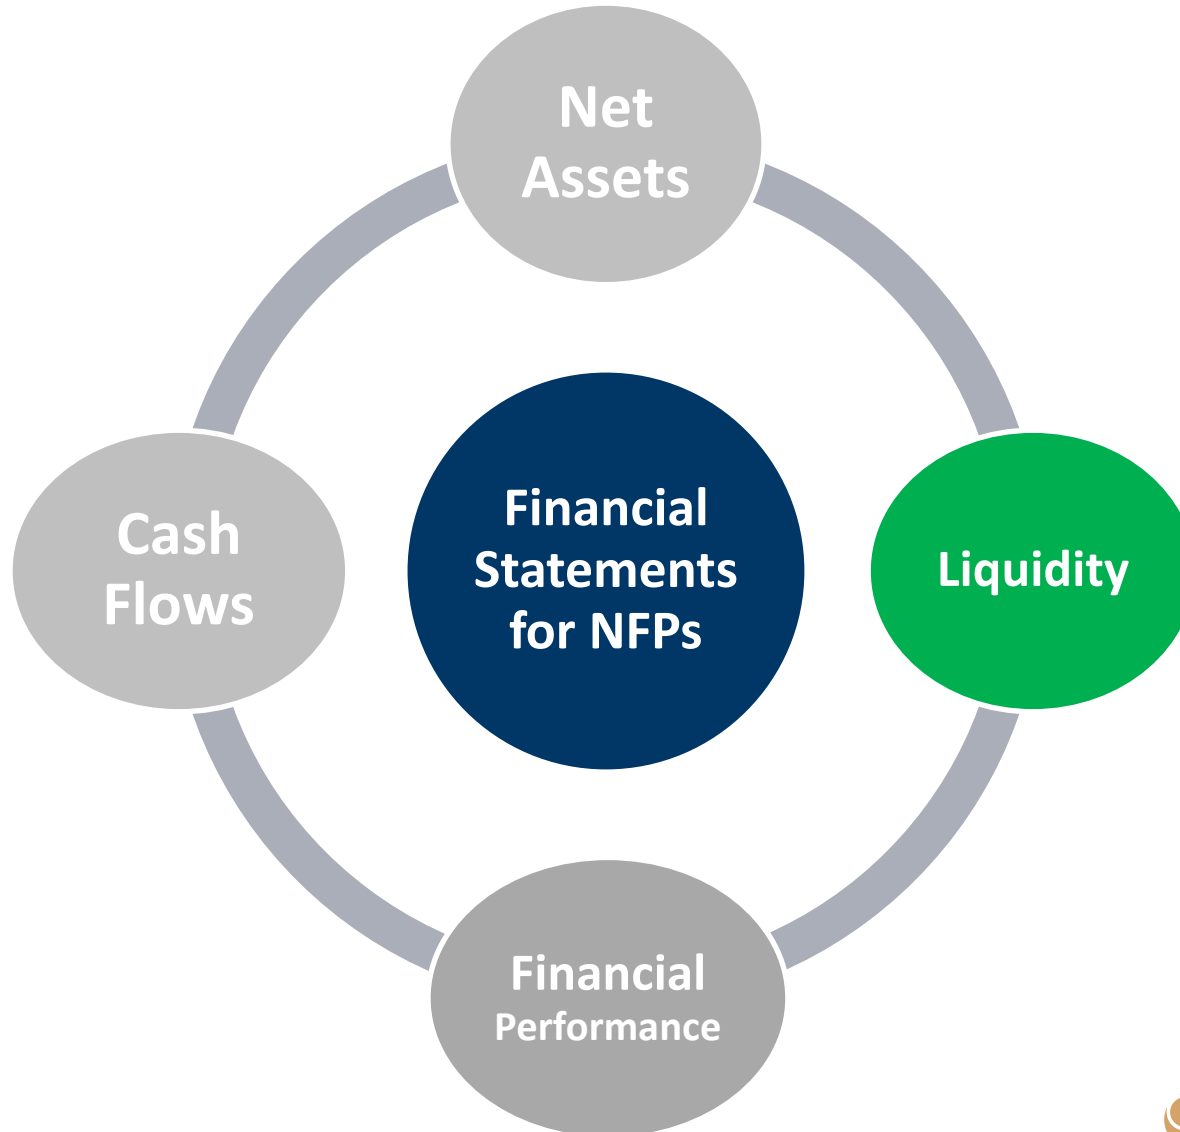 Net
Assets
Cash
Flows
Financial
Statements
for NFPs
Liquidity
Financial
Performance